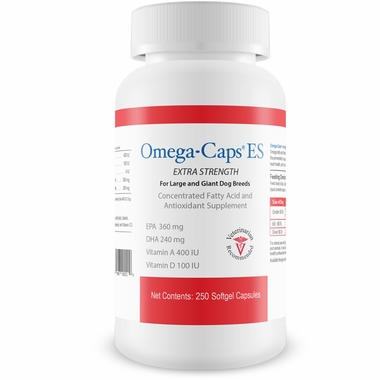 Omega-Caps® ES
EXTRA STRENGTH
For Large and Giant Dog Breeds
Concentrated Fatty Acid and
Antioxidant Supplement
EPA 360 mg
DHA 240 mg
Vitamin A 400 IU
Vitamin D 100 IU
Veterinarian
Recommended
Net Contents: 250 Softgel Capsules